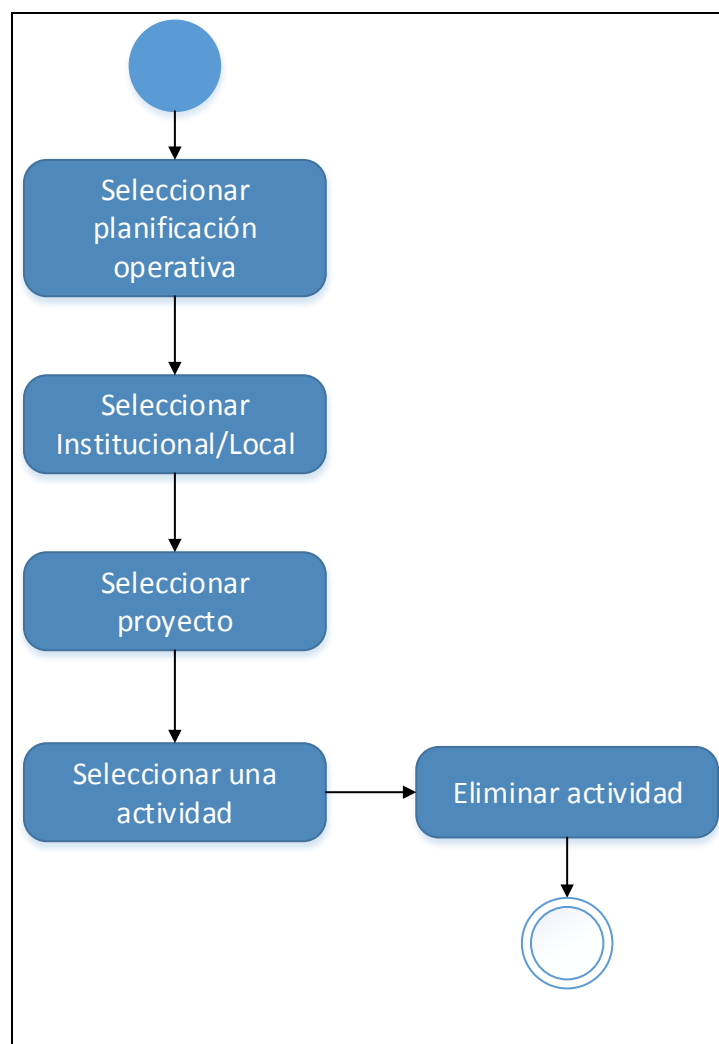 Seleccionar
planificación
operativa
Seleccionar
Institucional/Local
Seleccionar
proyecto
Seleccionar una
actividad
Eliminar actividad